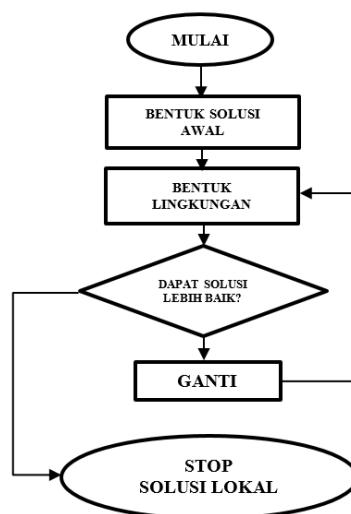 MULAI
BENTUK SOLUSI
AWAL
BENTUK
LINGKUNGAN
DAPAT SOLUSI
LEBIH BAIK?
GANTI
STOP
SOLUSI LOKAL